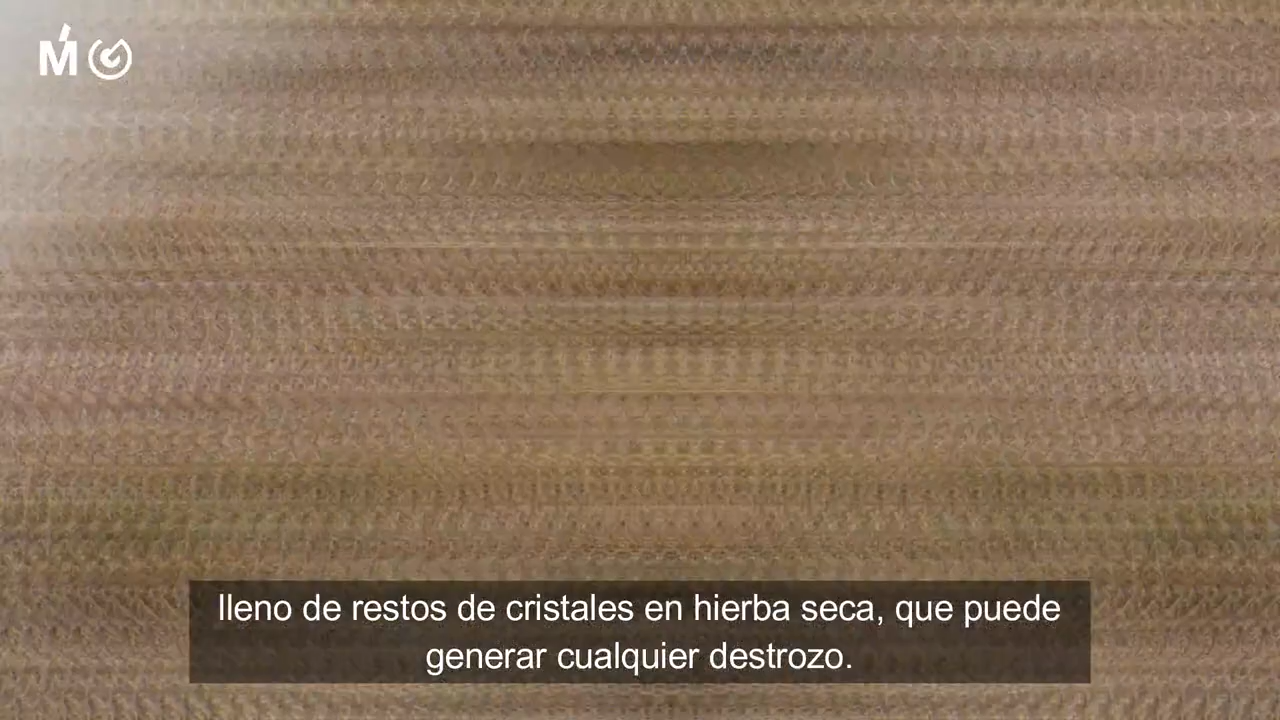 Ḿ
lleno de restos de cristales en hierba seca, que puede
generar cualquier destrozo.